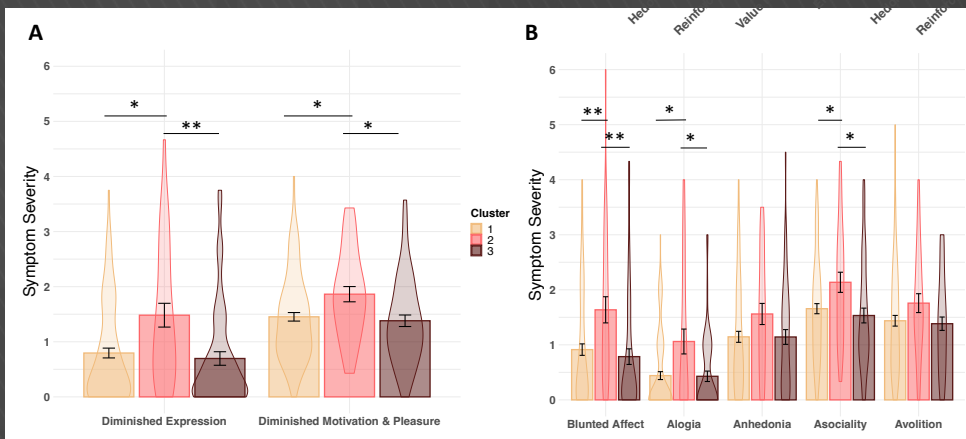 A
B
6
5
4
3
2
1
0
Symptom Severity
* * ** *
Diminished Expression Diminished Motivation & Pleasure
Cluster
1
2
3
6
5
4
3
2
1
0
Symptom Severity
** ** * * * *
Blunted Affect Alogia Anhedonia Asociality Avolition